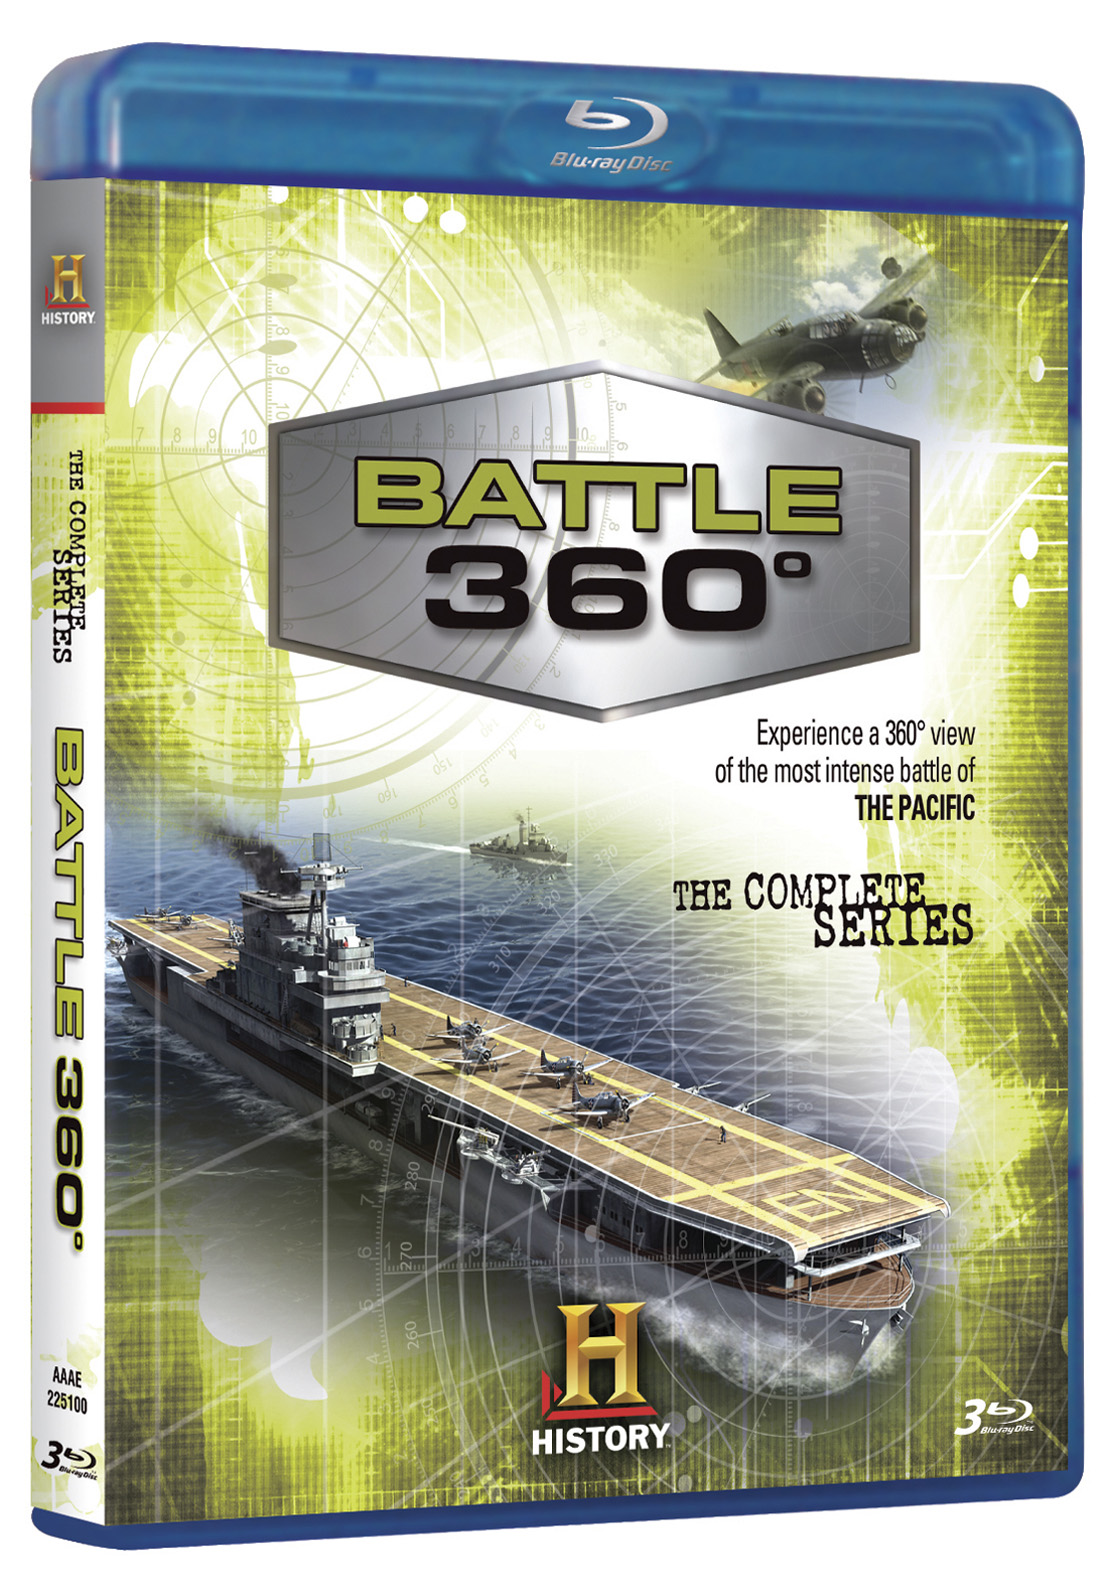 Blu-ray Disc
BATTLE
360°
Experience a 360° view
of the most intense battle of
THE PACIFIC
THE COMPLETE
SERIES
EN
H
HISTORY
3 Blu-ray Disc
H
HISTORY
THE COMPLETE
SERIES
BATTLE 360°
AAAE
225100
3 Blu-ray Disc